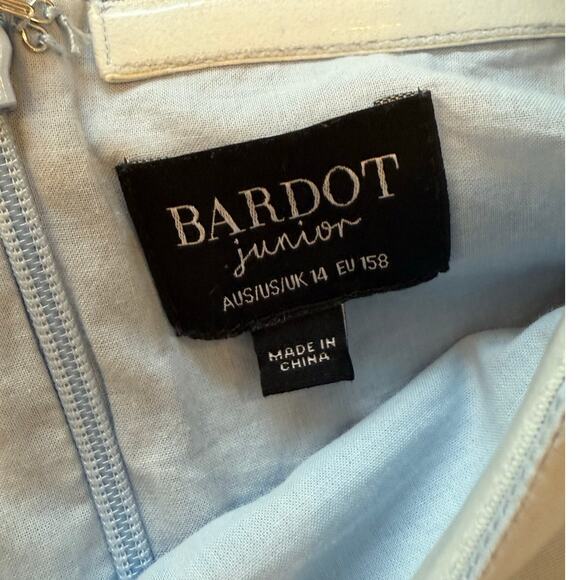 BARDOT
junior
AUS/US/UK 14 EU 158
MADE IN
CHINA